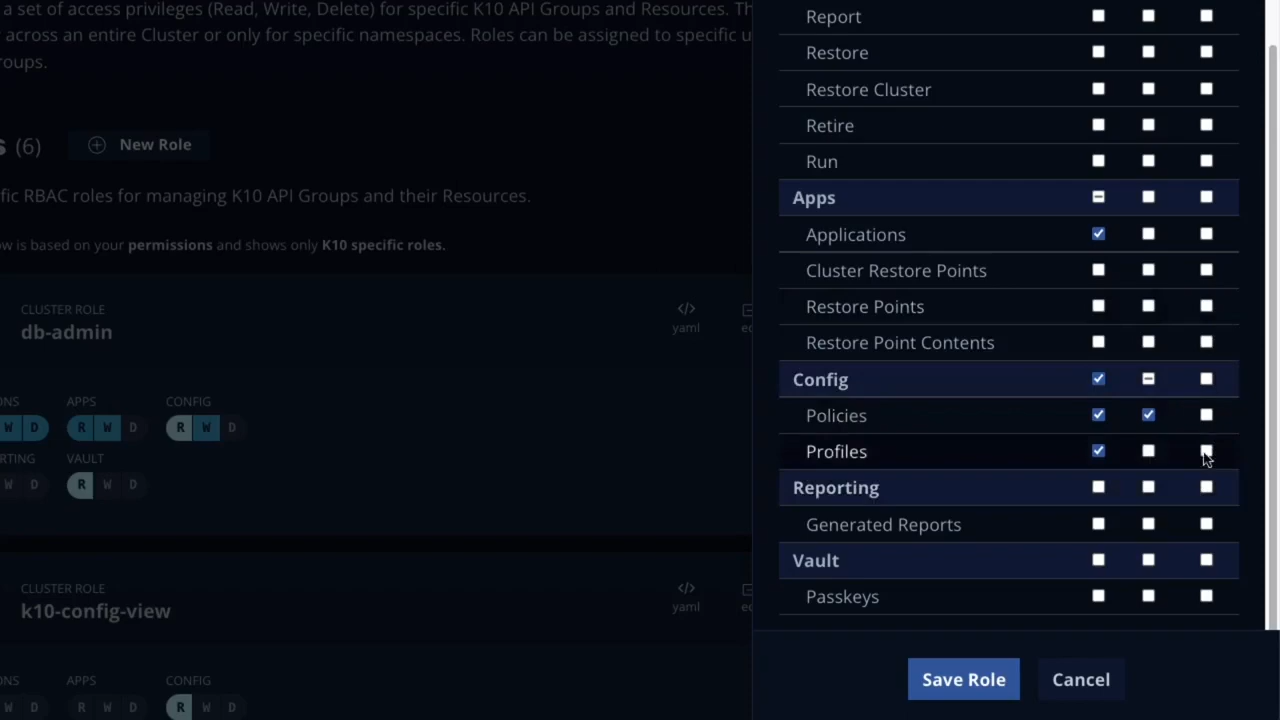 a set of access privileges (Read, Write, Delete) for specific K10 API Groups and Resources.
across an entire Cluster or only for specific namespaces. Roles can be assigned to specific
(6)
New Role
RBAC roles for managing K10 API Groups and their Resources.
is based on your permissions and shows only K10 specific roles.
CLUSTER ROLE
db-admin
yaml
APPS
CONFIG
W D
R W D
R W D
VAULT
W D
R W D
CLUSTER ROLE
k10-config-view
yaml
APPS
CONFIG
W D
R W D
R W D
Report
Restore
Restore Cluster
Retire
Run
Apps
Applications
Cluster Restore Points
Restore Points
Restore Point Contents
Config
Policies
Profiles
Reporting
Generated Reports
Vault
Passkeys
Save Role
Cancel